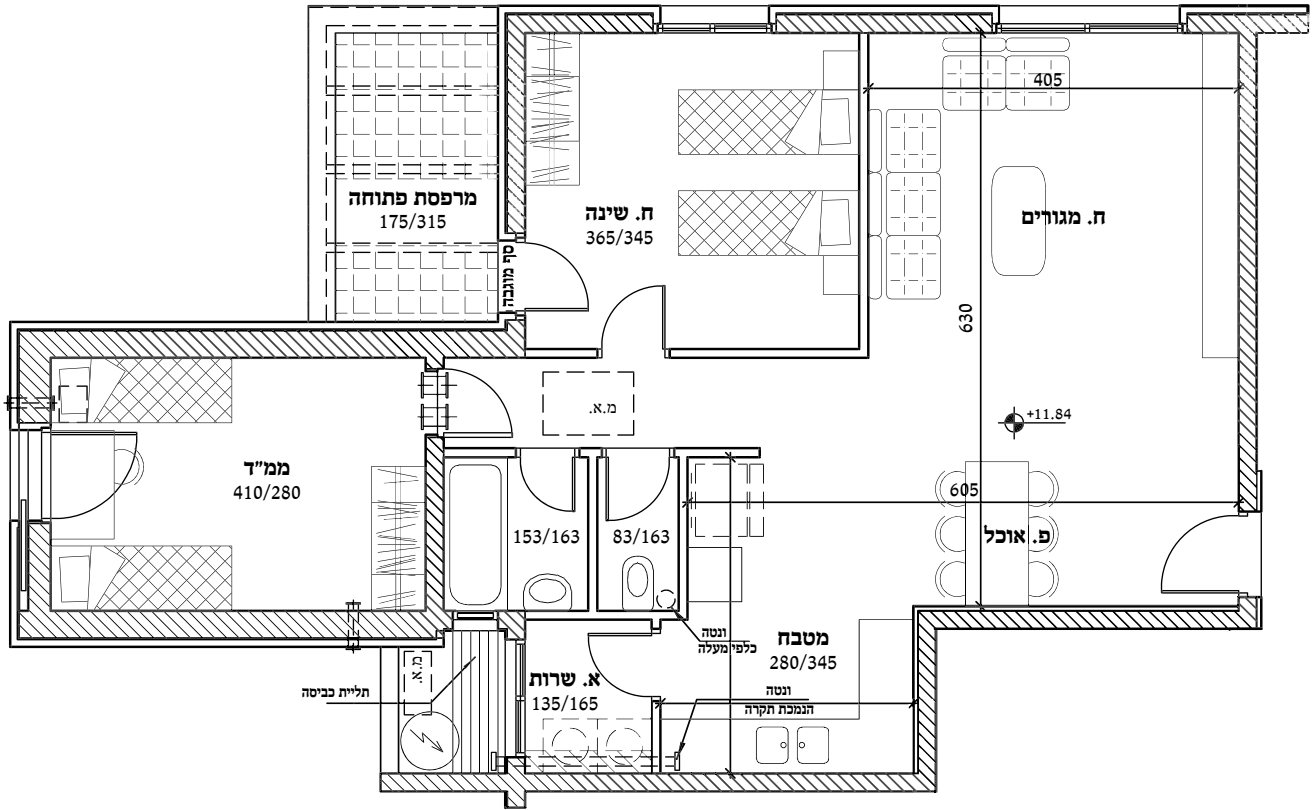 405
מרפסת פתוחה
175/315
ח. שינה
365/345
ח. מגורים
סף מוגבה
630
מ.א.
+11.84
ממ״ד
410/280
605
153/163
83/163
פ. אוכל
ונטה
כלפי מעלה
מטבח
280/345
מ.א.
תליית כביסה
א. שרות
135/165
ונטה
הנמכת תקרה